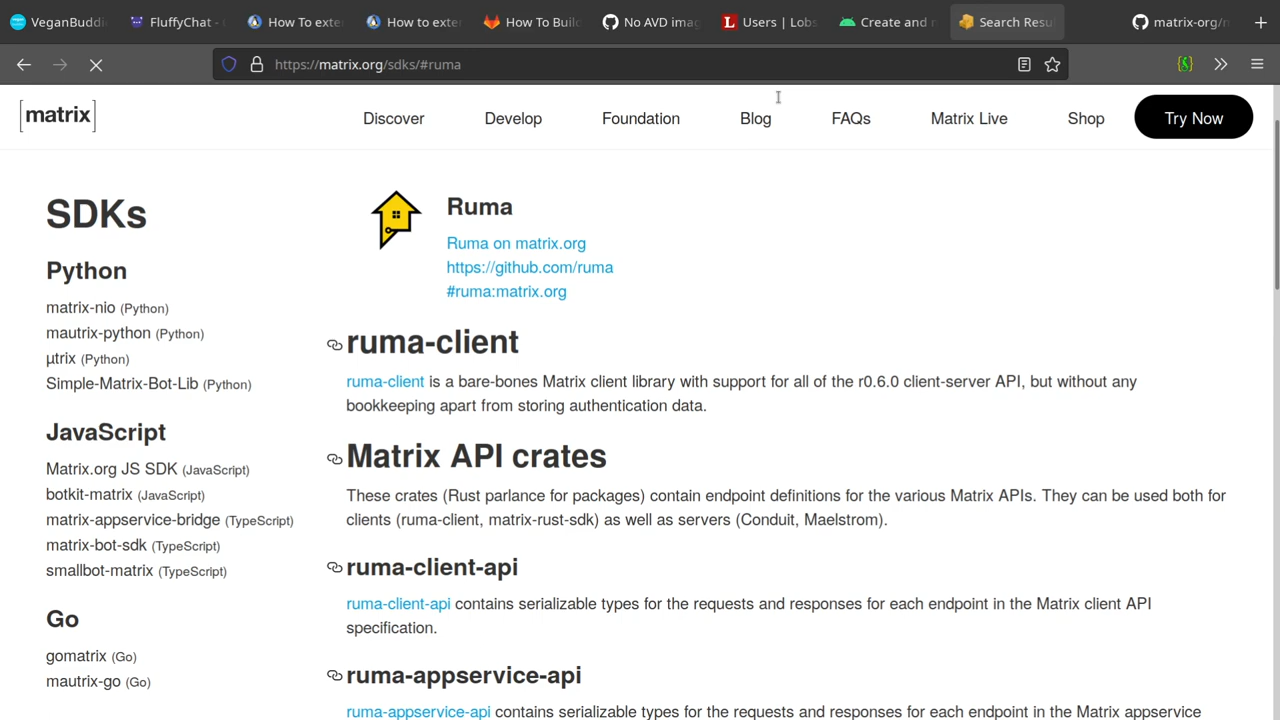 VeganBuddi
FluffyChat -
How To exte
How to exte
How To Build
No AVD imag
Users | Lobs
Create and r
Search Resu
matrix-org/r
https://matrix.org/sdks/#ruma
[matrix]
Discover
Develop
Foundation
Blog
FAQs
Matrix Live
Shop
Try Now
SDKs
Python
matrix-nio (Python)
mautrix-python (Python)
µtrix (Python)
Simple-Matrix-Bot-Lib (Python)
JavaScript
Matrix.org JS SDK (JavaScript)
botkit-matrix (JavaScript)
matrix-appservice-bridge (TypeScript)
matrix-bot-sdk (TypeScript)
smallbot-matrix (TypeScript)
Go
gomatrix (Go)
mautrix-go (Go)
Ruma
Ruma on matrix.org
https://github.com/ruma
#ruma:matrix.org
ruma-client
ruma-client is a bare-bones Matrix client library with support for all of the r0.6.0 client-server API, but without any
bookkeeping apart from storing authentication data.
Matrix API crates
These crates (Rust parlance for packages) contain endpoint definitions for the various Matrix APIs. They can be used both for
clients (ruma-client, matrix-rust-sdk) as well as servers (Conduit, Maelstrom).
ruma-client-api
ruma-client-api contains serializable types for the requests and responses for each endpoint in the Matrix client API
specification.
ruma-appservice-api
ruma-appservice-api contains serializable types for the requests and responses for each endpoint in the Matrix appservice